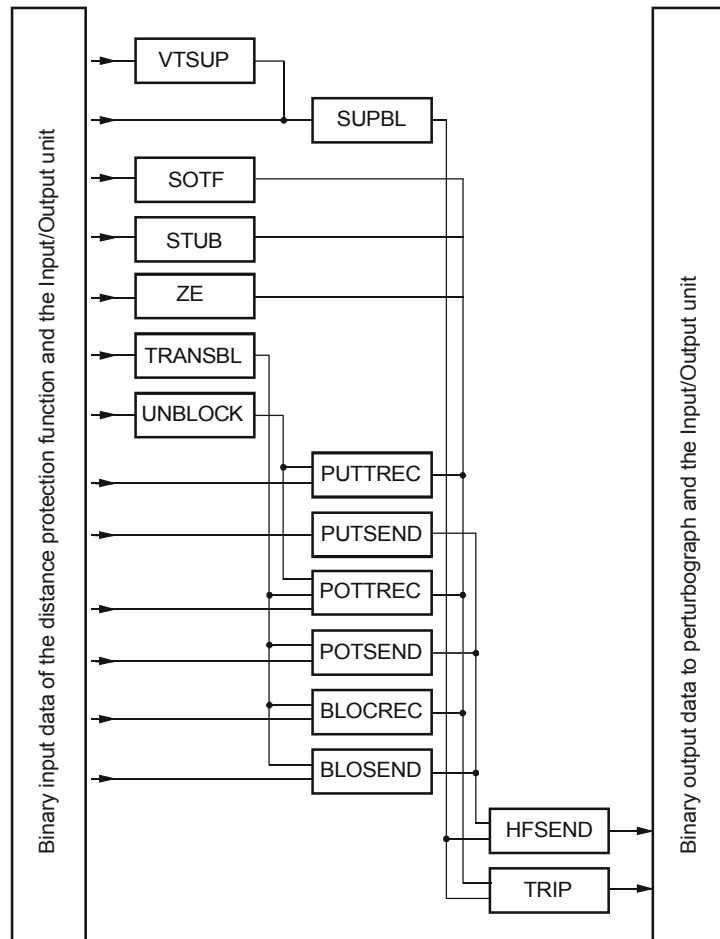 Binary input data of the distance protection function and the Input/Output unit
VTSUP
SUPBL
SOTF
STUB
ZE
TRANSBL
UNBLOCK
PUTTREC
PUTSEND
POTTREC
POTSEND
BLOCREC
BLOSEND
HFSEND
TRIP
Binary output data to perturbograph and the Input/Output unit